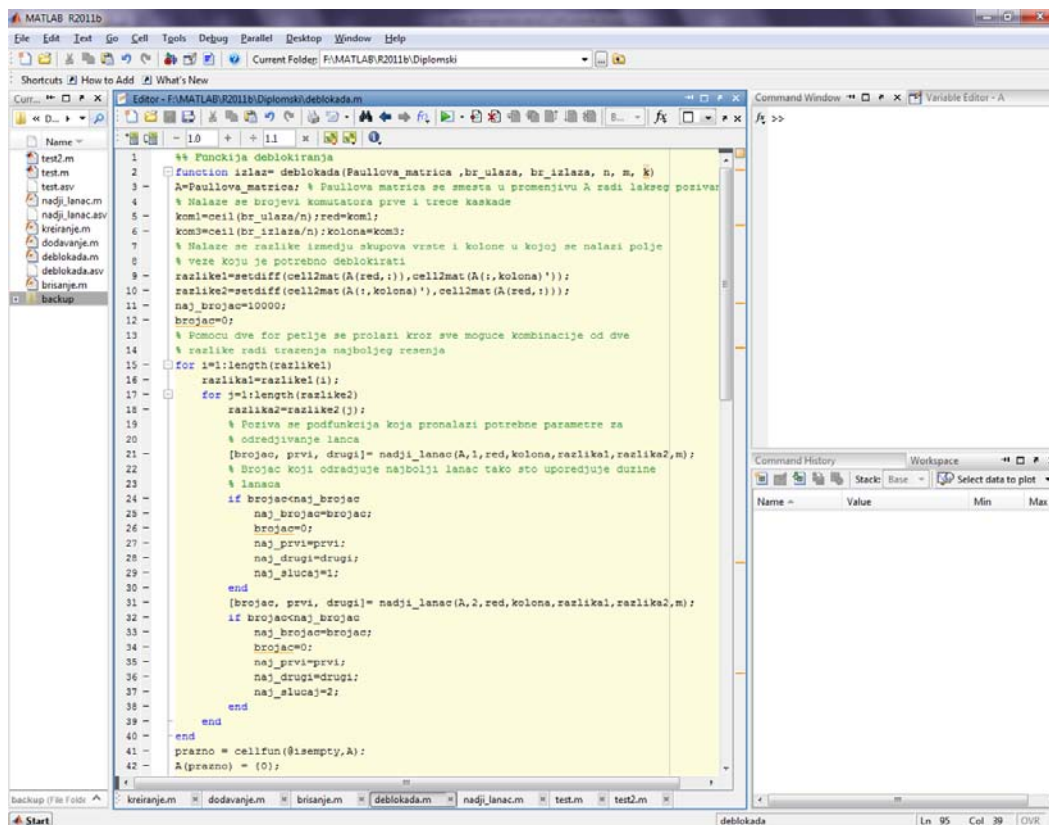 MATLAB R2011b
File Edit Text Go Cell Tools Debug Parallel Desktop Window Help
Current Folder: F:\MATLAB\R2011b\Diplomski
Shortcuts How to Add What's New
Curr...
Editor - F:\MATLAB\R2011b\Diplomski\deblokada.m
Command Window
Variable Editor - A
« D...
B...
fx
fx >>
Name
- 1.0 + ÷ 1.1 ×
test2.m
test.m
test.asv
nadji_lanac.m
nadji_lanac.asv
kreiranje.m
dodavanje.m
deblokada.m
deblokada.asv
brisanje.m
backup
1 %% Funckija deblokiranja
2 function izlaz= deblokada(Paullova_matrica ,br_ulaza, br_izlaza, n, m, k)
3 - A=Paullova_matrica; % Paullova matrica se smesta u promenjivu A radi lakseg pozivan
4 % Nalaze se brojevi komutatora prve i trece kaskade
5 - kom1=ceil(br_ulaza/n);red=kom1;
6 - kom3=ceil(br_izlaza/n);kolona=kom3;
7 % Nalaze se razlike izmedju skupova vrste i kolone u kojoj se nalazi polje
8 % veze koju je potrebno deblokirati
9 - razlike1=setdiff(cell2mat(A(red,:)),cell2mat(A(:,kolona)'));
10 - razlike2=setdiff(cell2mat(A(:,kolona)'),cell2mat(A(red,:)));
11 - naj_brojac=10000;
12 - brojac=0;
13 % Pomocu dve for petlje se prolazi kroz sve moguce kombinacije od dve
14 % razlike radi trazenja najboljeg resenja
15 - for i=1:length(razlike1)
16 - razlika1=razlike1(i);
17 - for j=1:length(razlike2)
18 - razlika2=razlike2(j);
19 % Poziva se podfunkcija koja pronalazi potrebne parametre za
20 % odredjivanje lanca
21 - [brojac, prvi, drugi]= nadji_lanac(A,1,red,kolona,razlika1,razlika2,m);
22 % Brojac koji odradjuje najbolji lanac tako sto uporedjuje duzine
23 % lanaca
24 - if brojac<naj_brojac
25 - naj_brojac=brojac;
26 - brojac=0;
27 - naj_prvi=prvi;
28 - naj_drugi=drugi;
29 - naj_slucaj=1;
30 - end
31 - [brojac, prvi, drugi]= nadji_lanac(A,2,red,kolona,razlika1,razlika2,m);
32 - if brojac<naj_brojac
33 - naj_brojac=brojac;
34 - brojac=0;
35 - naj_prvi=prvi;
36 - naj_drugi=drugi;
37 - naj_slucaj=2;
38 - end
39 - end
40 - end
41 - prazno = cellfun(@isempty,A);
42 - A(prazno) = {0};
Command History Workspace
Stack: Base Select data to plot
Name Value Min Max
backup (File Folde
kreiranje.m dodavanje.m brisanje.m deblokada.m nadji_lanac.m test.m test2.m
Start
deblokada Ln 95 Col 39 OVR